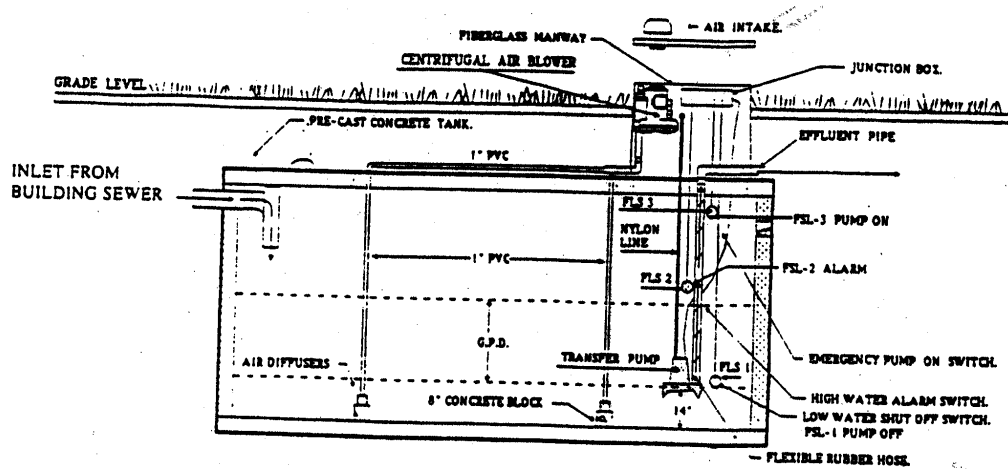 ← AIR INTAKE.
FIBERGLASS MANWAY
CENTRIFUGAL AIR BLOWER
JUNCTION BOX.
GRADE LEVEL
PRE-CAST CONCRETE TANK.
EFFLUENT PIPE
1" PVC
INLET FROM
BUILDING SEWER
FLS 3
FSL-3 PUMP ON
NYLON
LINE
1" PVC
FSL-2 ALARM
FLS 2
G.P.D.
TRANSFER PUMP
EMERGENCY PUMP ON SWITCH.
AIR DIFFUSERS
FLS 1
HIGH WATER ALARM SWITCH.
8" CONCRETE BLOCK
14"
LOW WATER SHUT OFF SWITCH.
FSL-1 PUMP OFF
FLEXIBLE RUBBER HOSE.